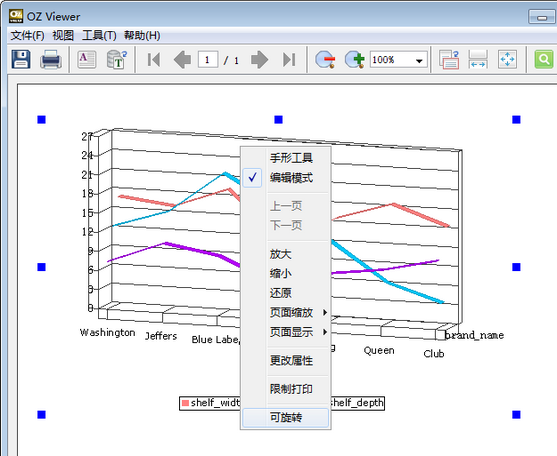 OZ Viewer
文件(F) 视图 工具(T) 帮助(H)
1 / 1 100%
27
24
21
18
15
12
9
6
3
0
Washington Jeffers Blue Labe Queen Club brand_name
shelf_widt shelf_depth
手形工具
编辑模式
上一页
下一页
放大
缩小
还原
页面缩放
页面显示
更改属性
限制打印
可旋转